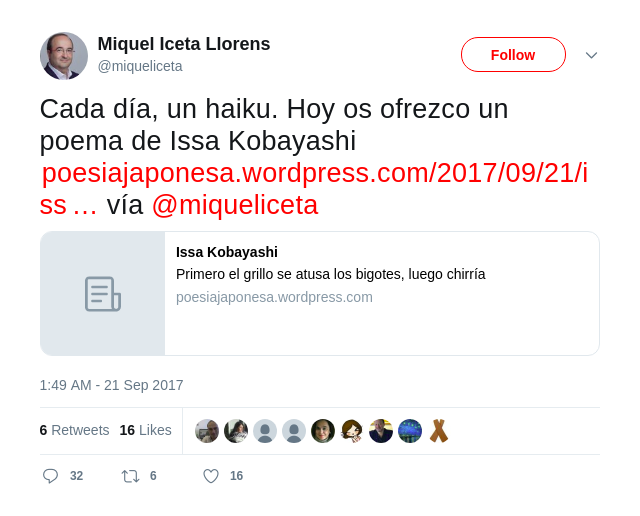 Miquel Iceta Llorens
@miqueliceta
Follow
Cada día, un haiku. Hoy os ofrezco un
poema de Issa Kobayashi
poesiajaponesa.wordpress.com/2017/09/21/i
ss … vía @miqueliceta
Issa Kobayashi
Primero el grillo se atusa los bigotes, luego chirría
poesiajaponesa.wordpress.com
1:49 AM - 21 Sep 2017
6 Retweets 16 Likes
32 6 16